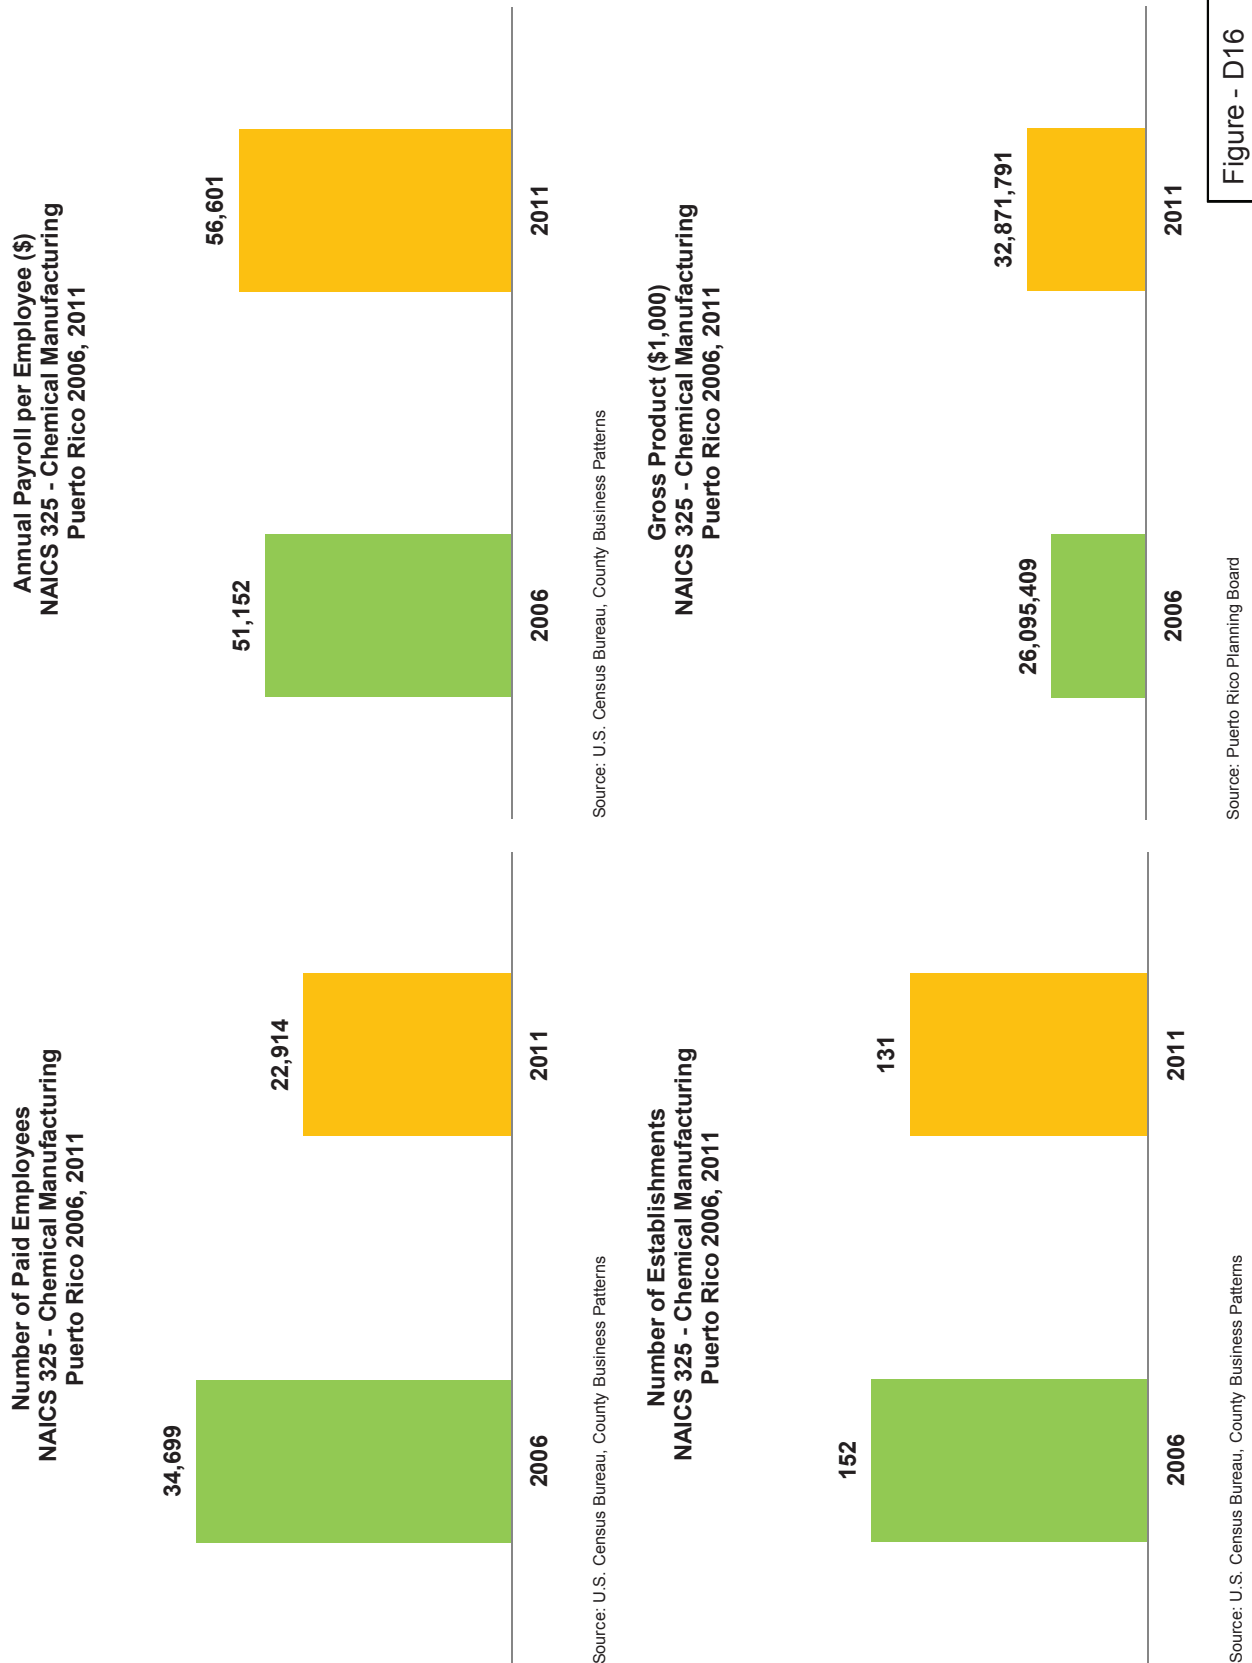 Number of Paid Employees
NAICS 325 - Chemical Manufacturing
Puerto Rico 2006, 2011
34,699
22,914
2006
2011
Source: U.S. Census Bureau, County Business Patterns
Annual Payroll per Employee ($)
NAICS 325 - Chemical Manufacturing
Puerto Rico 2006, 2011
51,152
56,601
2006
2011
Source: U.S. Census Bureau, County Business Patterns
Number of Establishments
NAICS 325 - Chemical Manufacturing
Puerto Rico 2006, 2011
152
131
2006
2011
Source: U.S. Census Bureau, County Business Patterns
Gross Product ($1,000)
NAICS 325 - Chemical Manufacturing
Puerto Rico 2006, 2011
26,095,409
32,871,791
2006
2011
Source: Puerto Rico Planning Board
Figure - D16